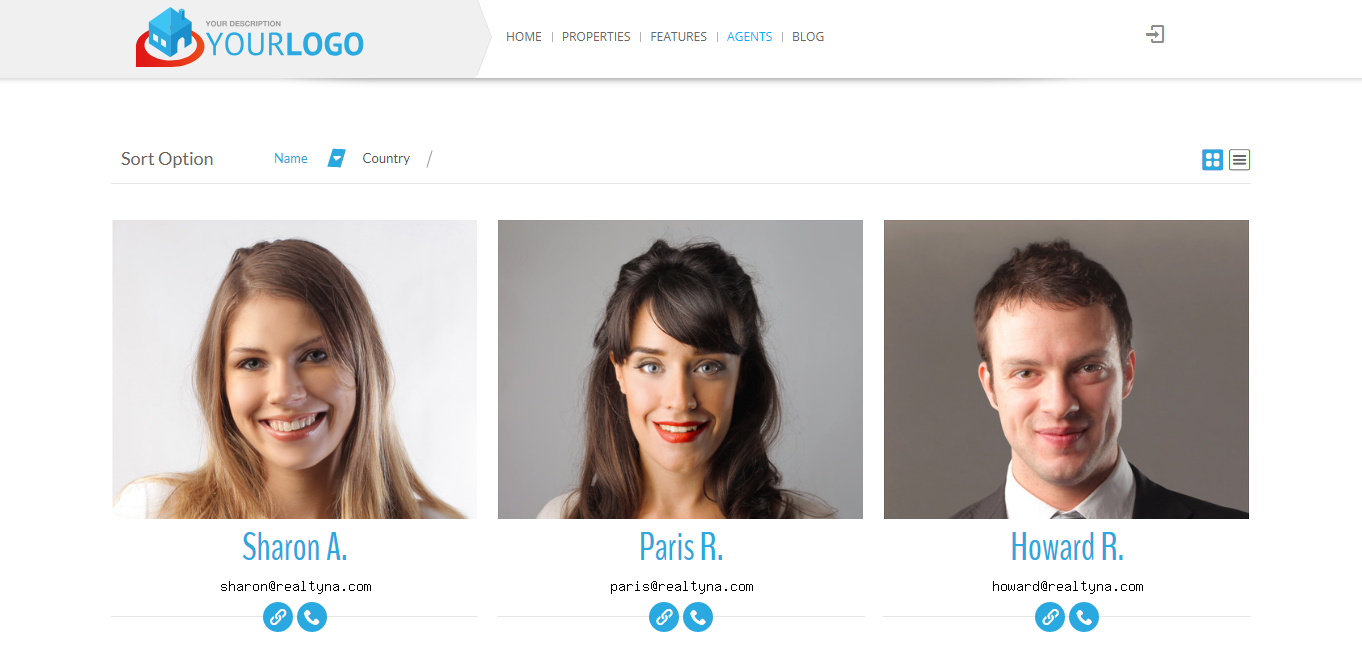 YOUR DESCRIPTION
YOURLOGO
HOME | PROPERTIES | FEATURES | AGENTS | BLOG
Sort Option Name Country /
Sharon A. Paris R. Howard R.
sharon@realtyna.com paris@realtyna.com howard@realtyna.com